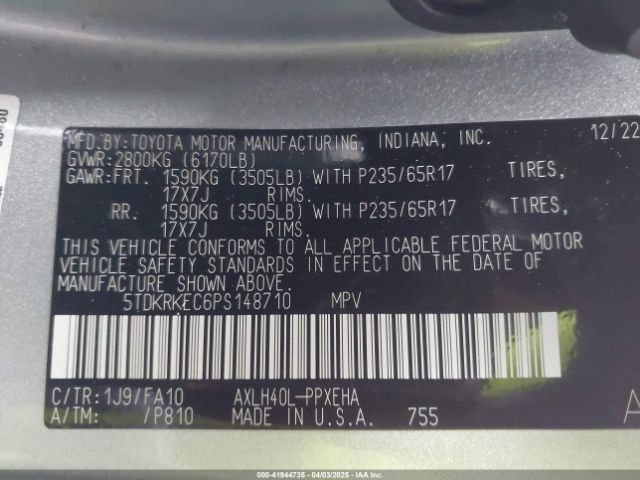 MFD.BY:TOYOTA MOTOR MANUFACTURING, INDIANA, INC. 12/22
GVWR:2800KG (6170LB)
GAWR:FRT. 1590KG (3505LB) WITH P235/65R17 TIRES,
17X7J RIMS.
RR. 1590KG (3505LB) WITH P235/65R17 TIRES,
17X7J RIMS.
THIS VEHICLE CONFORMS TO ALL APPLICABLE FEDERAL MOTOR
VEHICLE SAFETY STANDARDS IN EFFECT ON THE DATE OF
MANUFACTURE SHOWN ABOVE.
5TDKRKEC6PS148710 MPV
C/TR:1J9/FA10 AXLH40L-PPXEHA
A/TM: /P810 MADE IN U.S.A. 755
000-41944735 04/03/2025 IAAI.COM